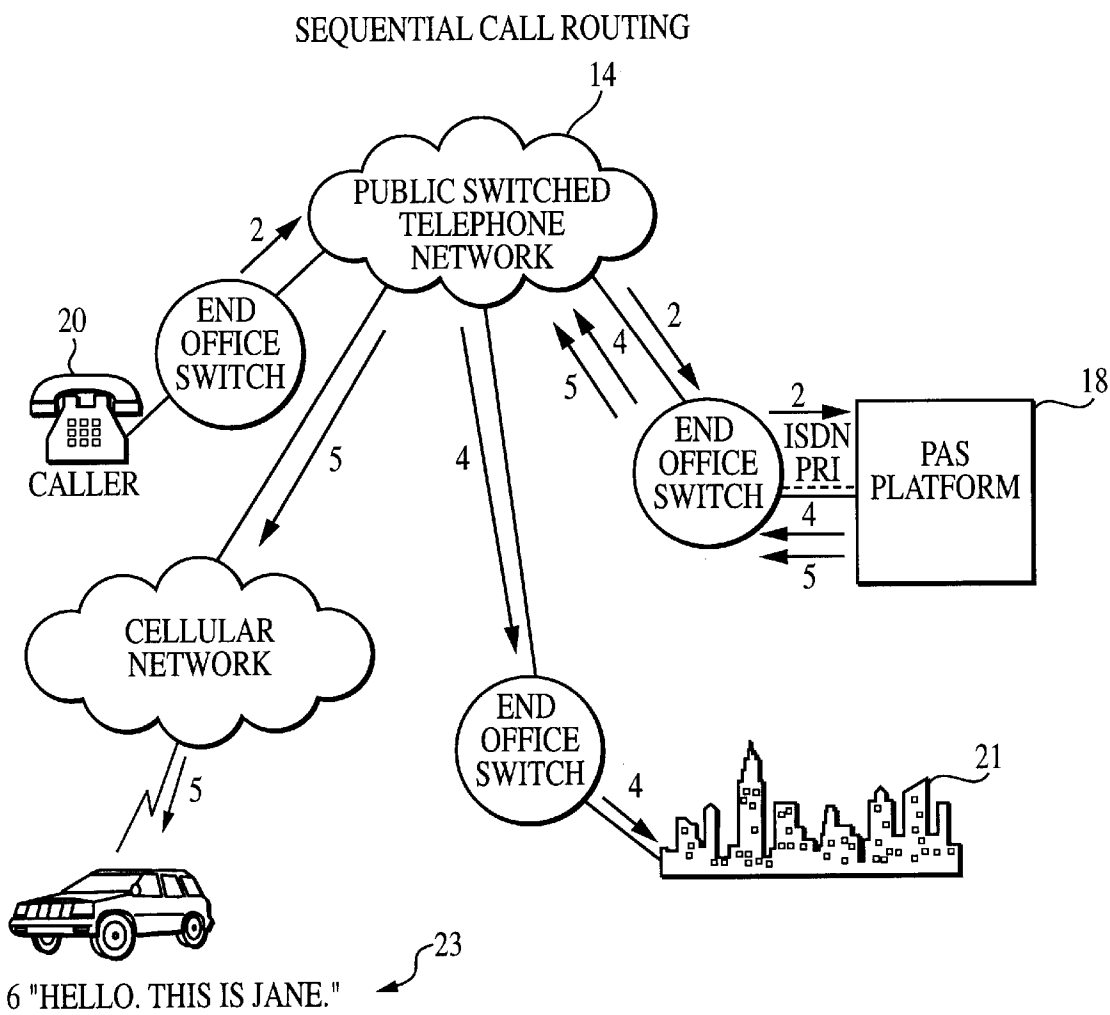 SEQUENTIAL CALL ROUTING
14
PUBLIC SWITCHED
TELEPHONE
NETWORK
2
END
OFFICE
SWITCH
20
CALLER
2
4
5
5
4
END
OFFICE
SWITCH
2
ISDN
PRI
4
5
18
PAS
PLATFORM
CELLULAR
NETWORK
5
END
OFFICE
SWITCH
4
21
23
6 "HELLO. THIS IS JANE."